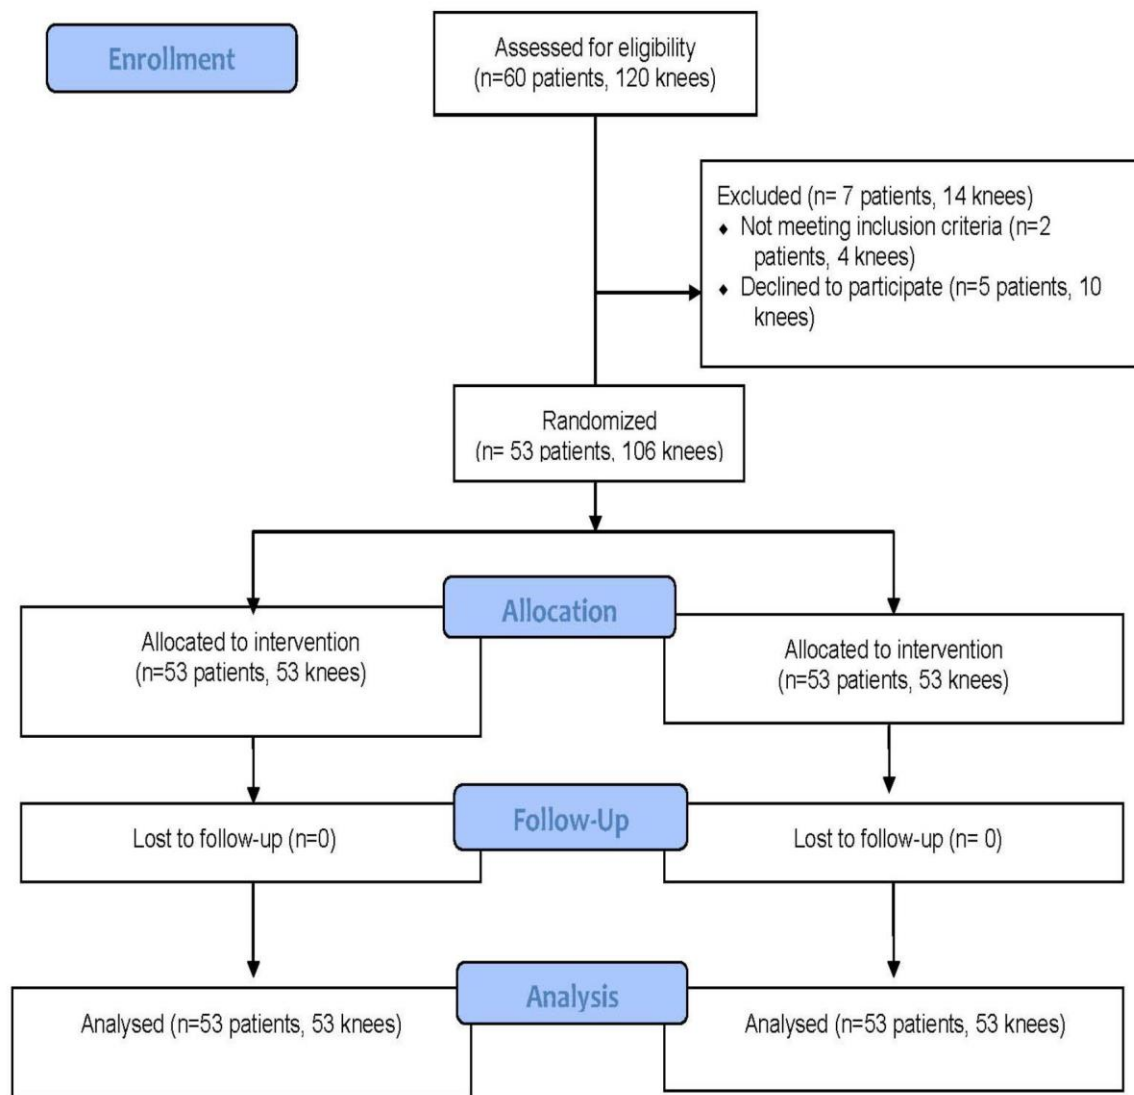 Enrollment
Assessed for eligibility
(n=60 patients, 120 knees)
Excluded (n= 7 patients, 14 knees)
♦ Not meeting inclusion criteria (n=2
patients, 4 knees)
♦ Declined to participate (n=5 patients, 10
knees)
Randomized
(n= 53 patients, 106 knees)
Allocation
Allocated to intervention
(n=53 patients, 53 knees)
Allocated to intervention
(n=53 patients, 53 knees)
Follow-Up
Lost to follow-up (n=0)
Lost to follow-up (n= 0)
Analysis
Analysed (n=53 patients, 53 knees)
Analysed (n=53 patients, 53 knees)